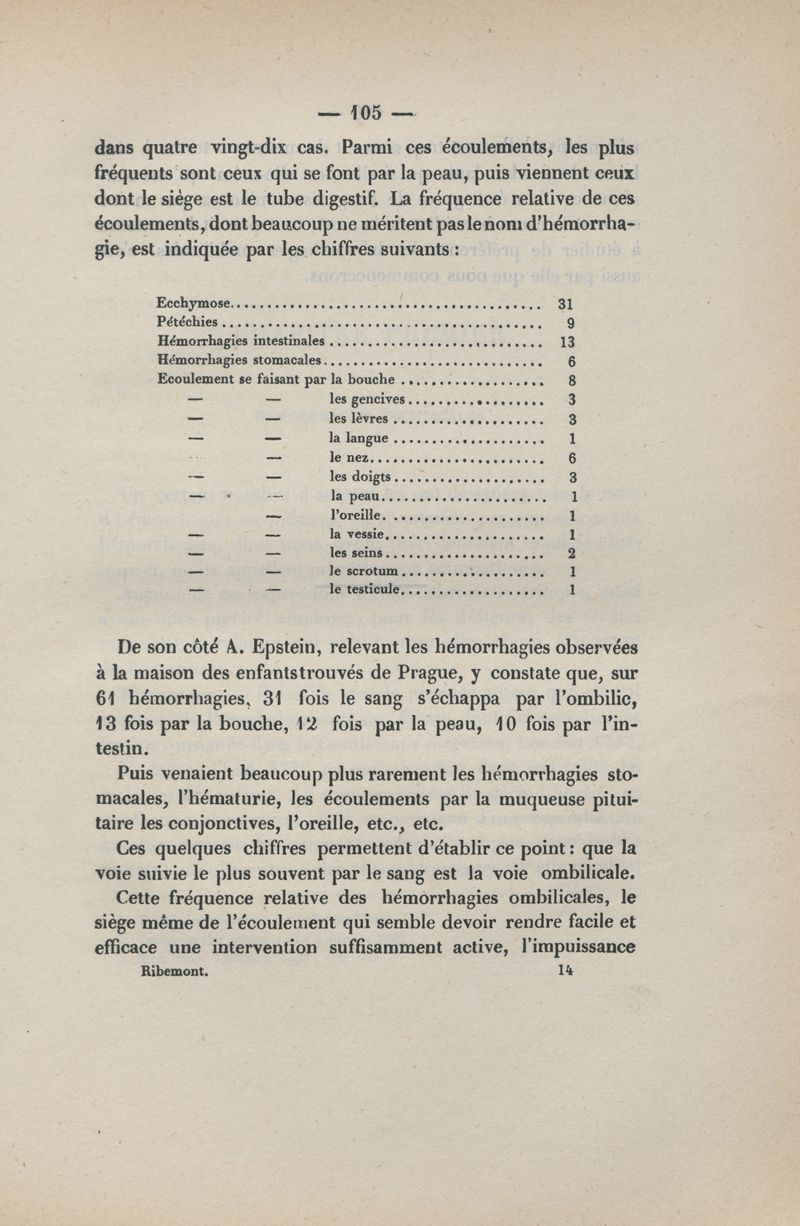 — 105 —
dans quatre vingt-dix cas. Parmi ces écoulements, les plus
fréquents sont ceux qui se font par la peau, puis viennent ceux
dont le siège est le tube digestif. La fréquence relative de ces
écoulements, dont beaucoup ne méritent pas le nom d'hémorrha-
gie, est indiquée par les chiffres suivants :
Ecchymose........................................ 31
Pétéchies........................................ 9
Hémorrhagies intestinales........................... 13
Hémorrhagies stomacales............................ 6
Ecoulement se faisant par la bouche.................. 8
— — les gencives.................. 3
— — les lèvres.................... 3
— — la langue.................... 1
— le nez....................... 6
— — les doigts.................... 3
— — la peau...................... 1
— l'oreille..................... 1
— — la vessie..................... 1
— — les seins..................... 2
— — le scrotum................... 1
— — le testicule................... 1
De son côté A. Epstein, relevant les hémorrhagies observées
à la maison des enfantstrouvés de Prague, y constate que, sur
61 hémorrhagies, 31 fois le sang s'échappa par l'ombilic,
13 fois par la bouche, 12 fois par la peau, 10 fois par l'in-
testin.
Puis venaient beaucoup plus rarement les hémorrhagies sto-
macales, l'hématurie, les écoulements par la muqueuse pitui-
taire les conjonctives, l'oreille, etc., etc.
Ces quelques chiffres permettent d'établir ce point : que la
voie suivie le plus souvent par le sang est la voie ombilicale.
Cette fréquence relative des hémorrhagies ombilicales, le
siège même de l'écoulement qui semble devoir rendre facile et
efficace une intervention suffisamment active, l'impuissance
Ribemont. 14